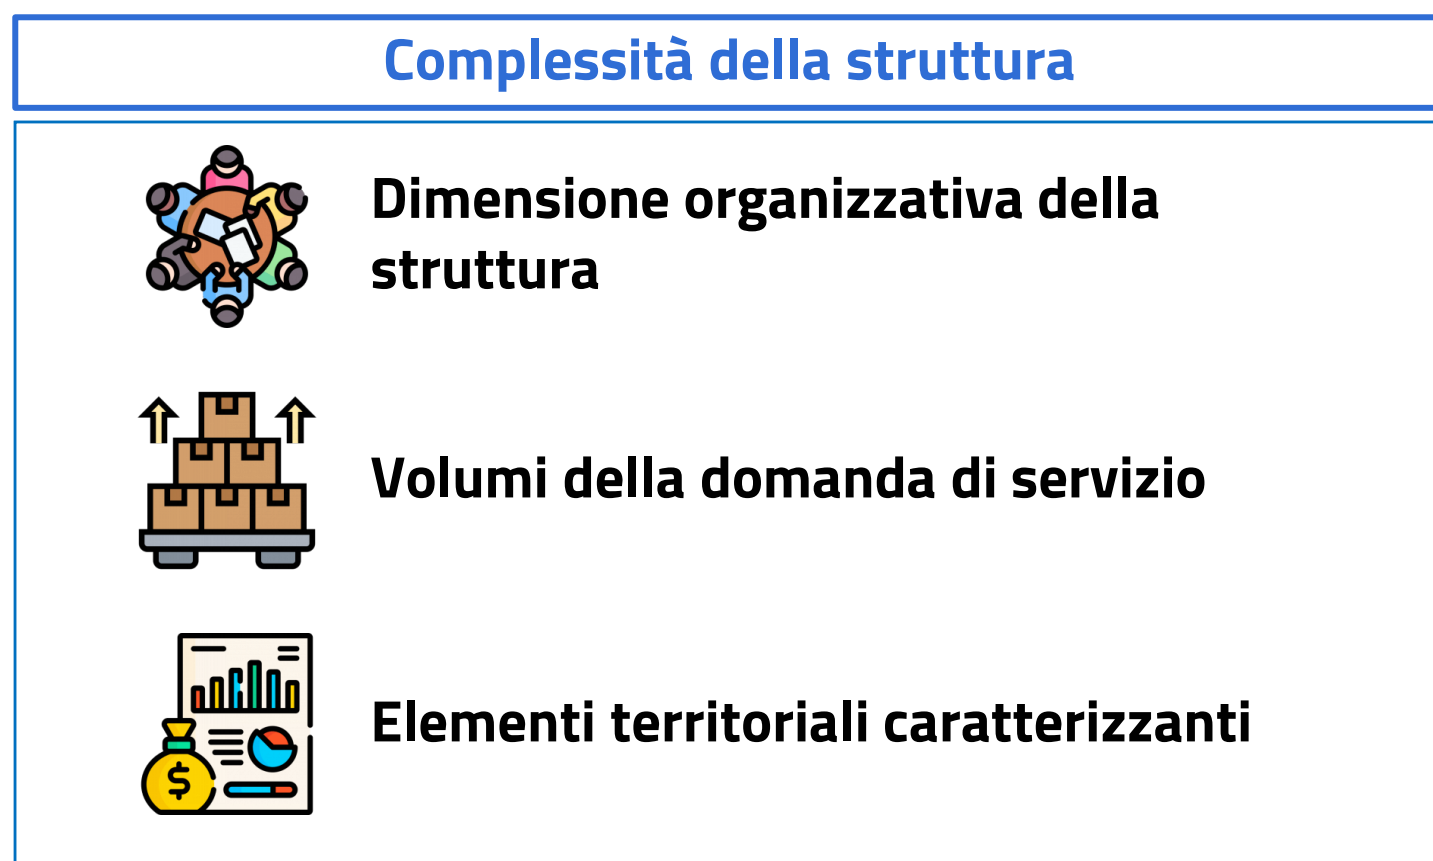 Complessità della struttura
Dimensione organizzativa della
struttura
Volumi della domanda di servizio
Elementi territoriali caratterizzanti
$